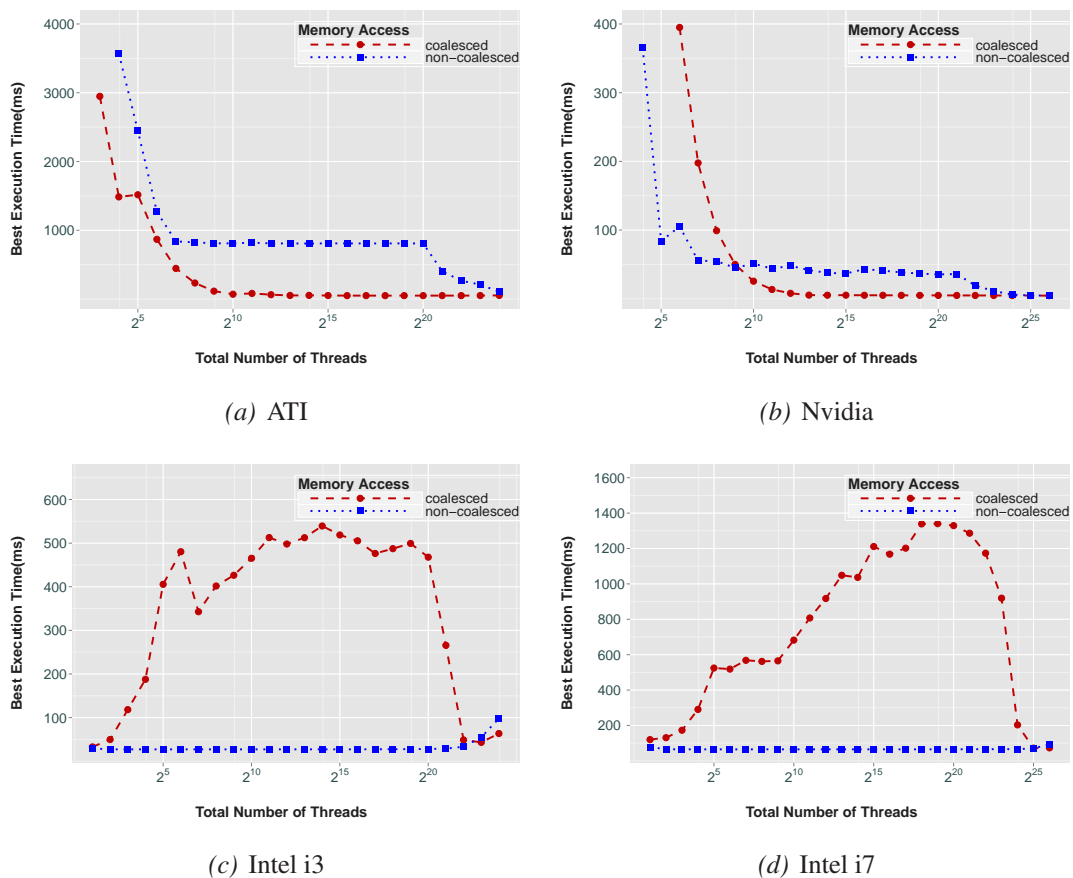 4000
3000
2000
1000
Best Execution Time(ms)
Memory Access
coalesced
non−coalesced
2^5
2^10
2^15
2^20
Total Number of Threads
(a) ATI
400
300
200
100
Best Execution Time(ms)
Memory Access
coalesced
non−coalesced
2^5
2^10
2^15
2^20
2^25
Total Number of Threads
(b) Nvidia
600
500
400
300
200
100
Best Execution Time(ms)
Memory Access
coalesced
non−coalesced
2^5
2^10
2^15
2^20
Total Number of Threads
(c) Intel i3
1600
1400
1200
1000
800
600
400
200
Best Execution Time(ms)
Memory Access
coalesced
non−coalesced
2^5
2^10
2^15
2^20
2^25
Total Number of Threads
(d) Intel i7